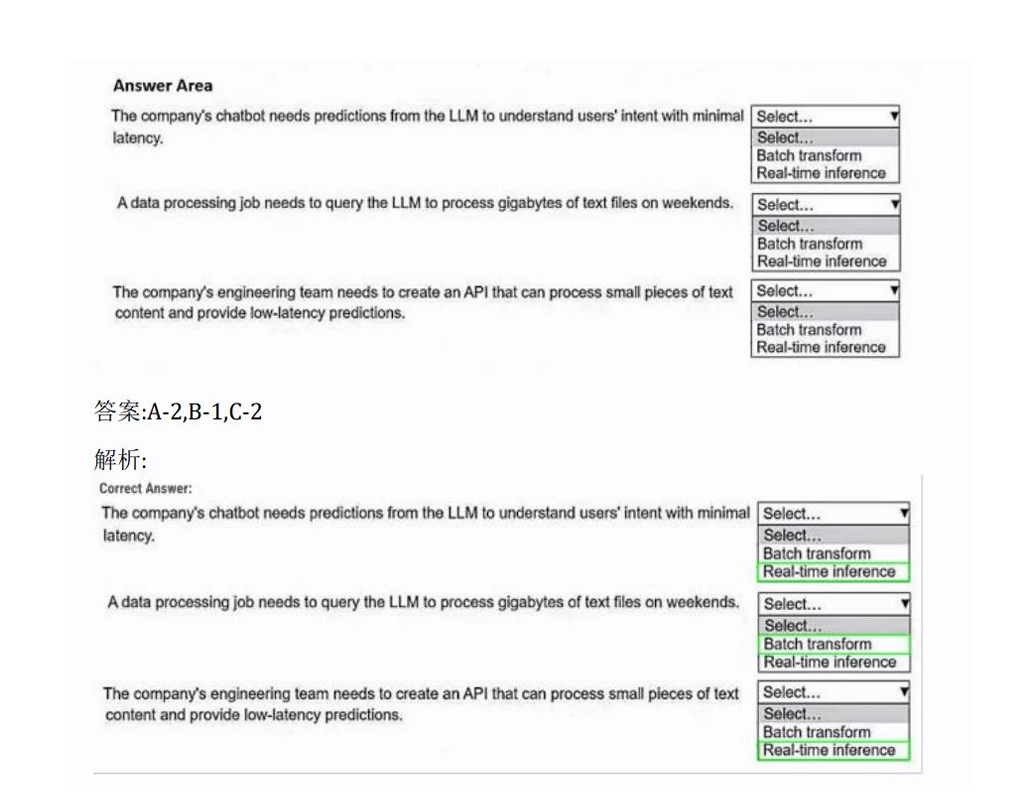 Answer Area
The company's chatbot needs predictions from the LLM to understand users' intent with minimal
latency.
Select...
Select...
Batch transform
Real-time inference
A data processing job needs to query the LLM to process gigabytes of text files on weekends.
Select...
Select...
Batch transform
Real-time inference
The company's engineering team needs to create an API that can process small pieces of text
content and provide low-latency predictions.
Select...
Select...
Batch transform
Real-time inference
答案:A-2,B-1,C-2
解析:
Correct Answer:
The company's chatbot needs predictions from the LLM to understand users' intent with minimal
latency.
Select...
Select...
Batch transform
Real-time inference
A data processing job needs to query the LLM to process gigabytes of text files on weekends.
Select...
Select...
Batch transform
Real-time inference
The company's engineering team needs to create an API that can process small pieces of text
content and provide low-latency predictions.
Select...
Select...
Batch transform
Real-time inference